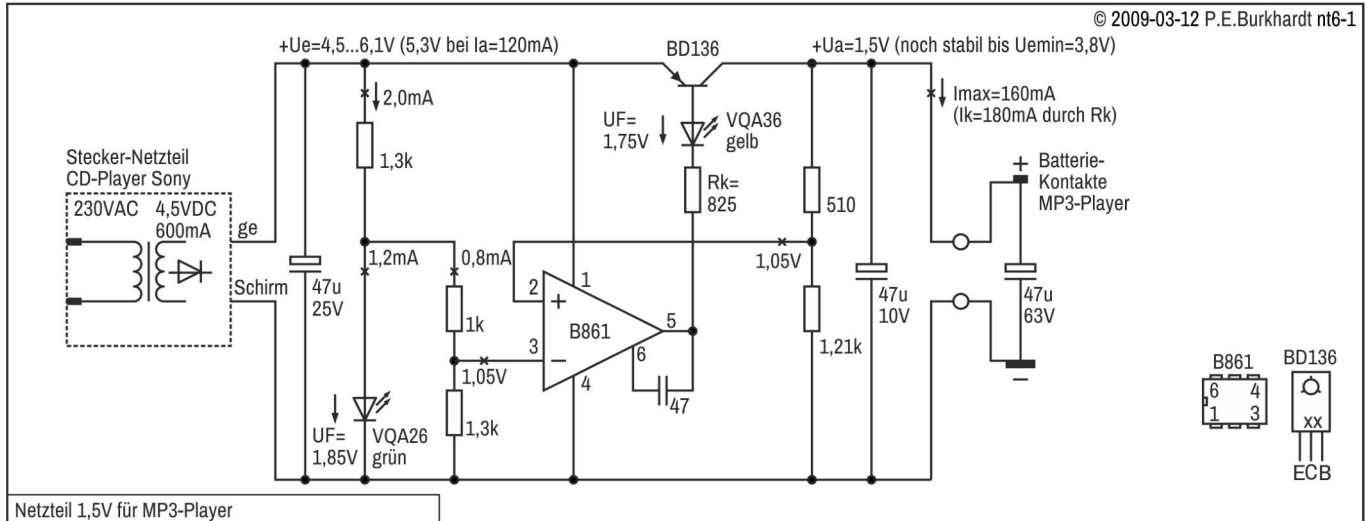 © 2009-03-12 P.E.Burkhardt nt6-1
+Ue=4,5...6,1V (5,3V bei Ia=120mA)
BD136
+Ua=1,5V (noch stabil bis Uemin=3,8V)
2,0mA
1,3k
UF=
1,75V
VQA36
gelb
Rk=
825
510
Imax=160mA
(Ik=180mA durch Rk)
+
Batterie-
Kontakte
MP3-Player
Stecker-Netzteil
CD-Player Sony
230VAC
4,5VDC
600mA
ge
Schirm
47u
25V
1,2mA
0,8mA
1k
1,05V
1,3k
UF=
1,85V
VQA26
grün
2
+
1
B861
3
−
4
5
6
47
1,05V
1,21k
47u
10V
47u
63V
−
B861
6 4
1 3
BD136
xx
ECB
Netzteil 1,5V für MP3-Player